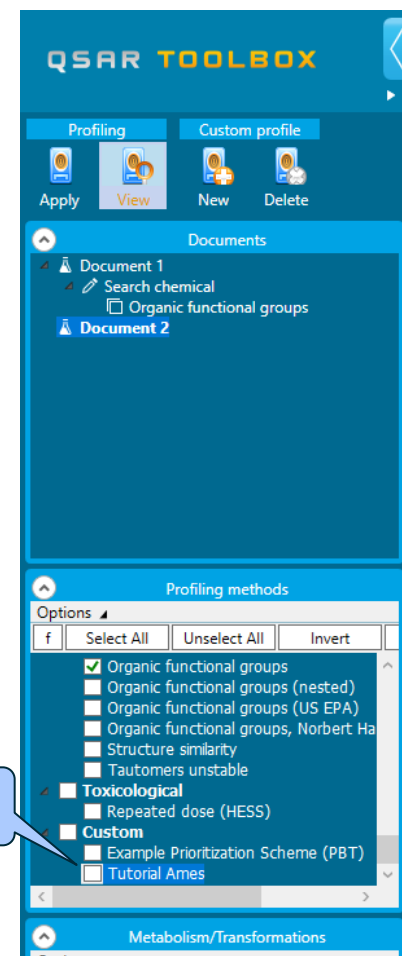 QSAR TOOLBOX
Profiling Custom profile
Apply View New Delete
Documents
Document 1
Search chemical
Organic functional groups
Document 2
Profiling methods
Options
f Select All Unselect All Invert
Organic functional groups
Organic functional groups (nested)
Organic functional groups (US EPA)
Organic functional groups, Norbert Ha
Structure similarity
Tautomers unstable
Toxicological
Repeated dose (HESS)
Custom
Example Prioritization Scheme (PBT)
Tutorial Ames
Metabolism/Transformations